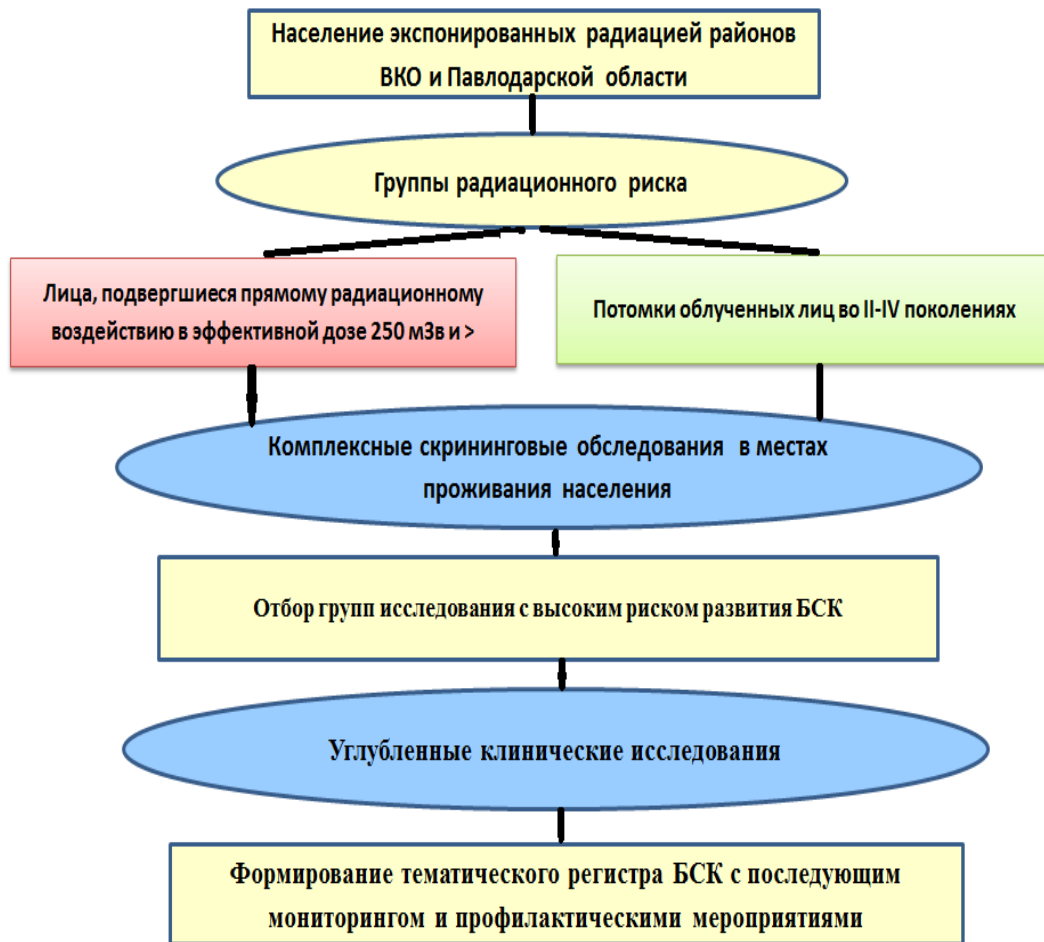 Население экспонированных радиацией районов
ВКО и Павлодарской области
Группы радиационного риска
Лица, подвергшиеся прямому радиационному
воздействию в эффективной дозе 250 мЗв и >
Потомки облученных лиц во II-IV поколениях
Комплексные скрининговые обследования в местах
проживания населения
Отбор групп исследования с высоким риском развития БСК
Углубленные клинические исследования
Формирование тематического регистра БСК с последующим
мониторингом и профилактическими мероприятиями